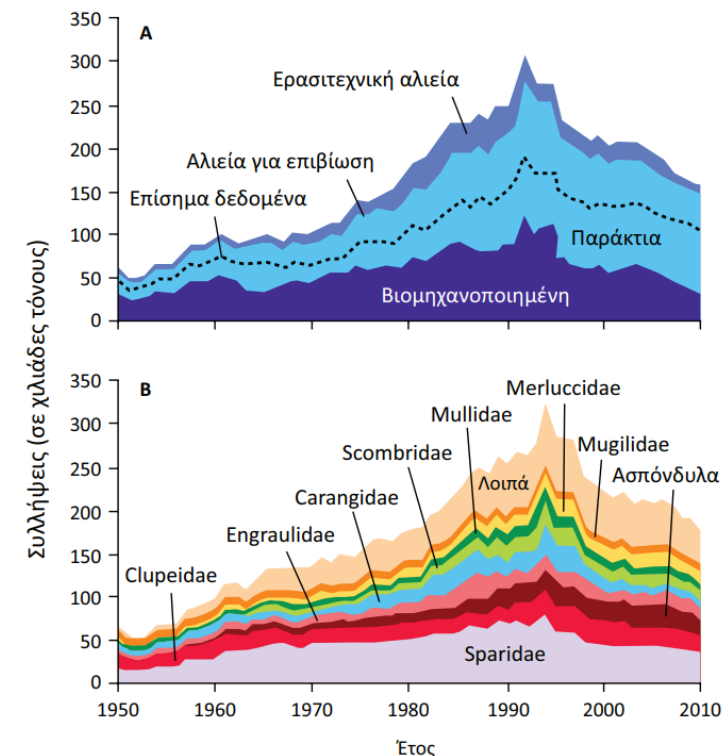 Συλλήψεις (σε χιλιάδες τόνους)
A
350
300
250
200
150
100
50
0
Ερασιτεχνική αλιεία
Αλιεία για επιβίωση
Επίσημα δεδομένα
Παράκτια
Βιομηχανοποιημένη
B
350
300
250
200
150
100
50
0
Merluccidae
Mullidae
Mugilidae
Scombridae
Ασπόνδυλα
Λοιπά
Carangidae
Engraulidae
Clupeidae
Sparidae
1950 1960 1970 1980 1990 2000 2010
Έτος